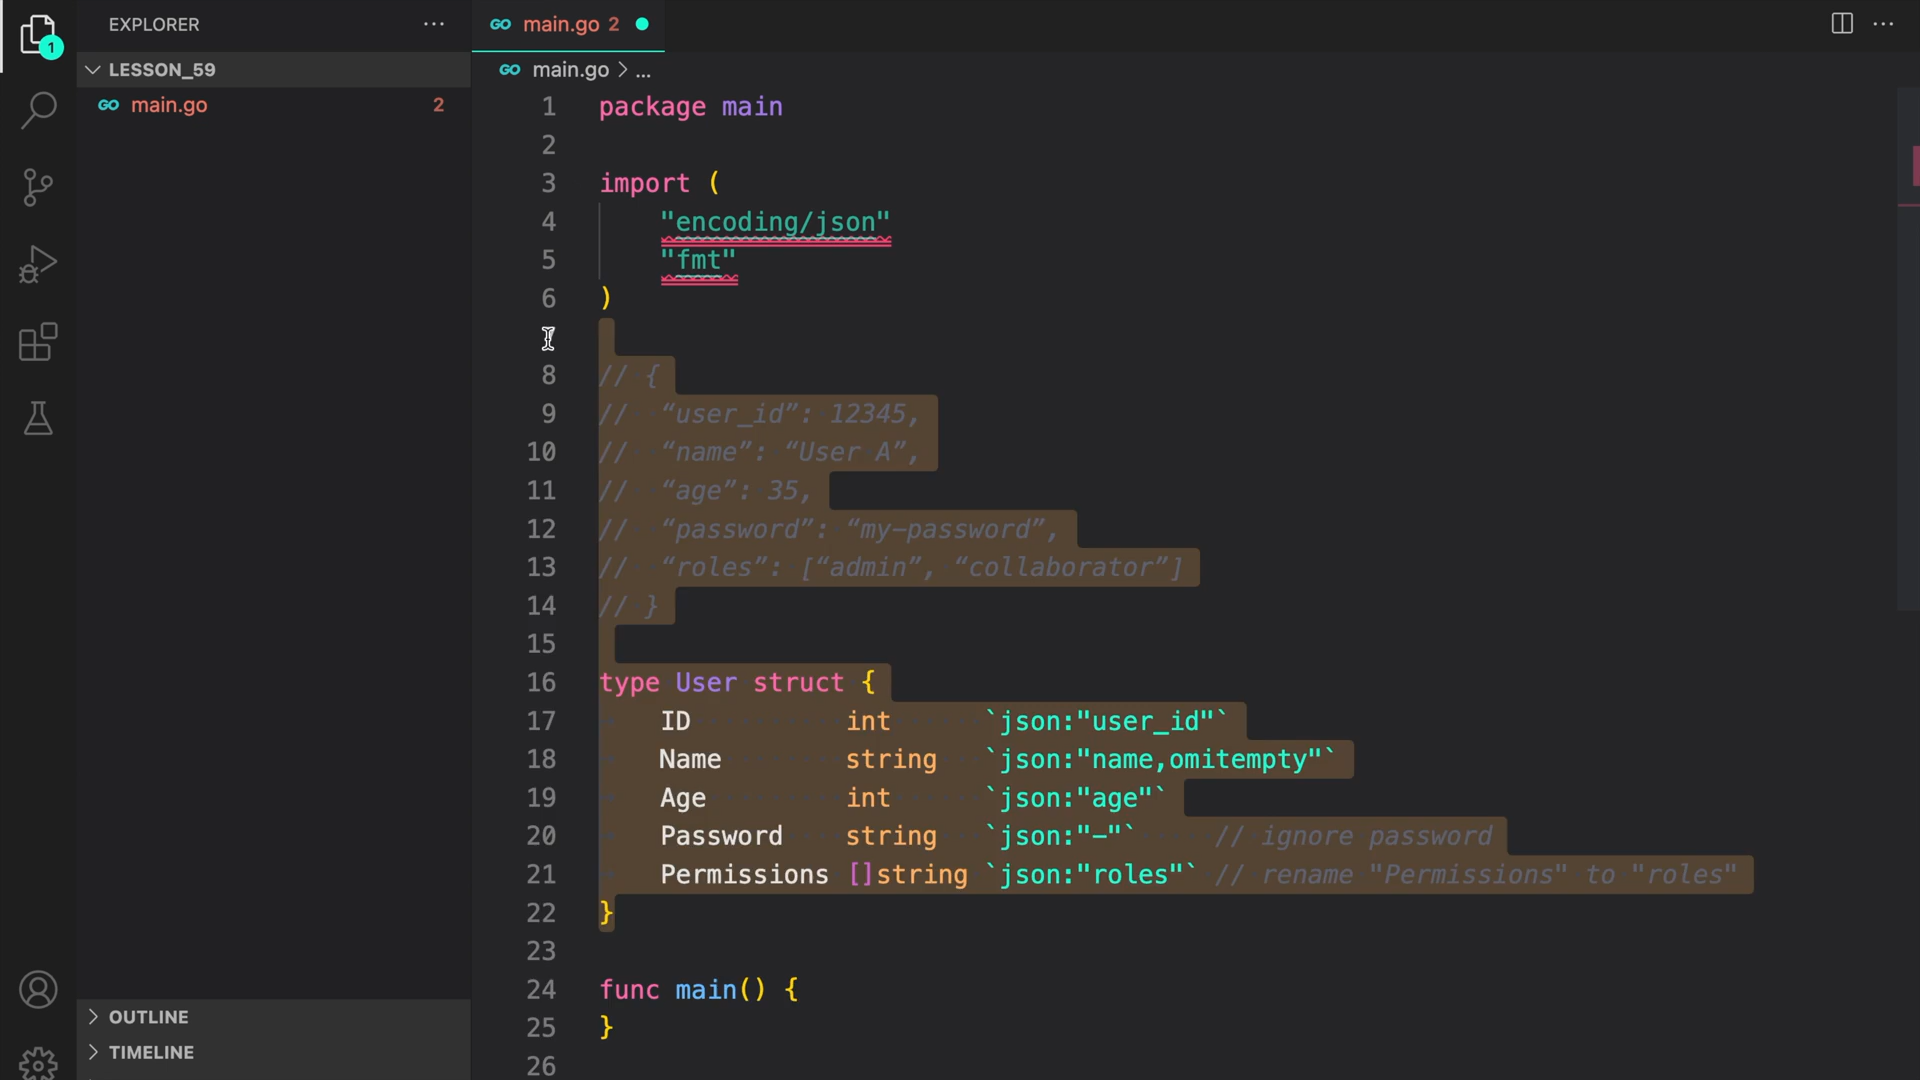 EXPLORER
main.go 2
LESSON_59
main.go 2
main.go > ...
1
1 package main
2
3 import (
4 "encoding/json"
5 "fmt"
6 )
8 // {
9 // “user_id”: 12345,
10 // “name”: “User A”,
11 // “age”: 35,
12 // “password”: “my-password”,
13 // “roles”: [“admin”, “collaborator”]
14 // }
15
16 type User struct {
17 ID int `json:"user_id"`
18 Name string `json:"name,omitempty"`
19 Age int `json:"age"`
20 Password string `json:"-"` // ignore password
21 Permissions []string `json:"roles"` // rename "Permissions" to "roles"
22 }
23
24 func main() {
25 }
26
OUTLINE
TIMELINE